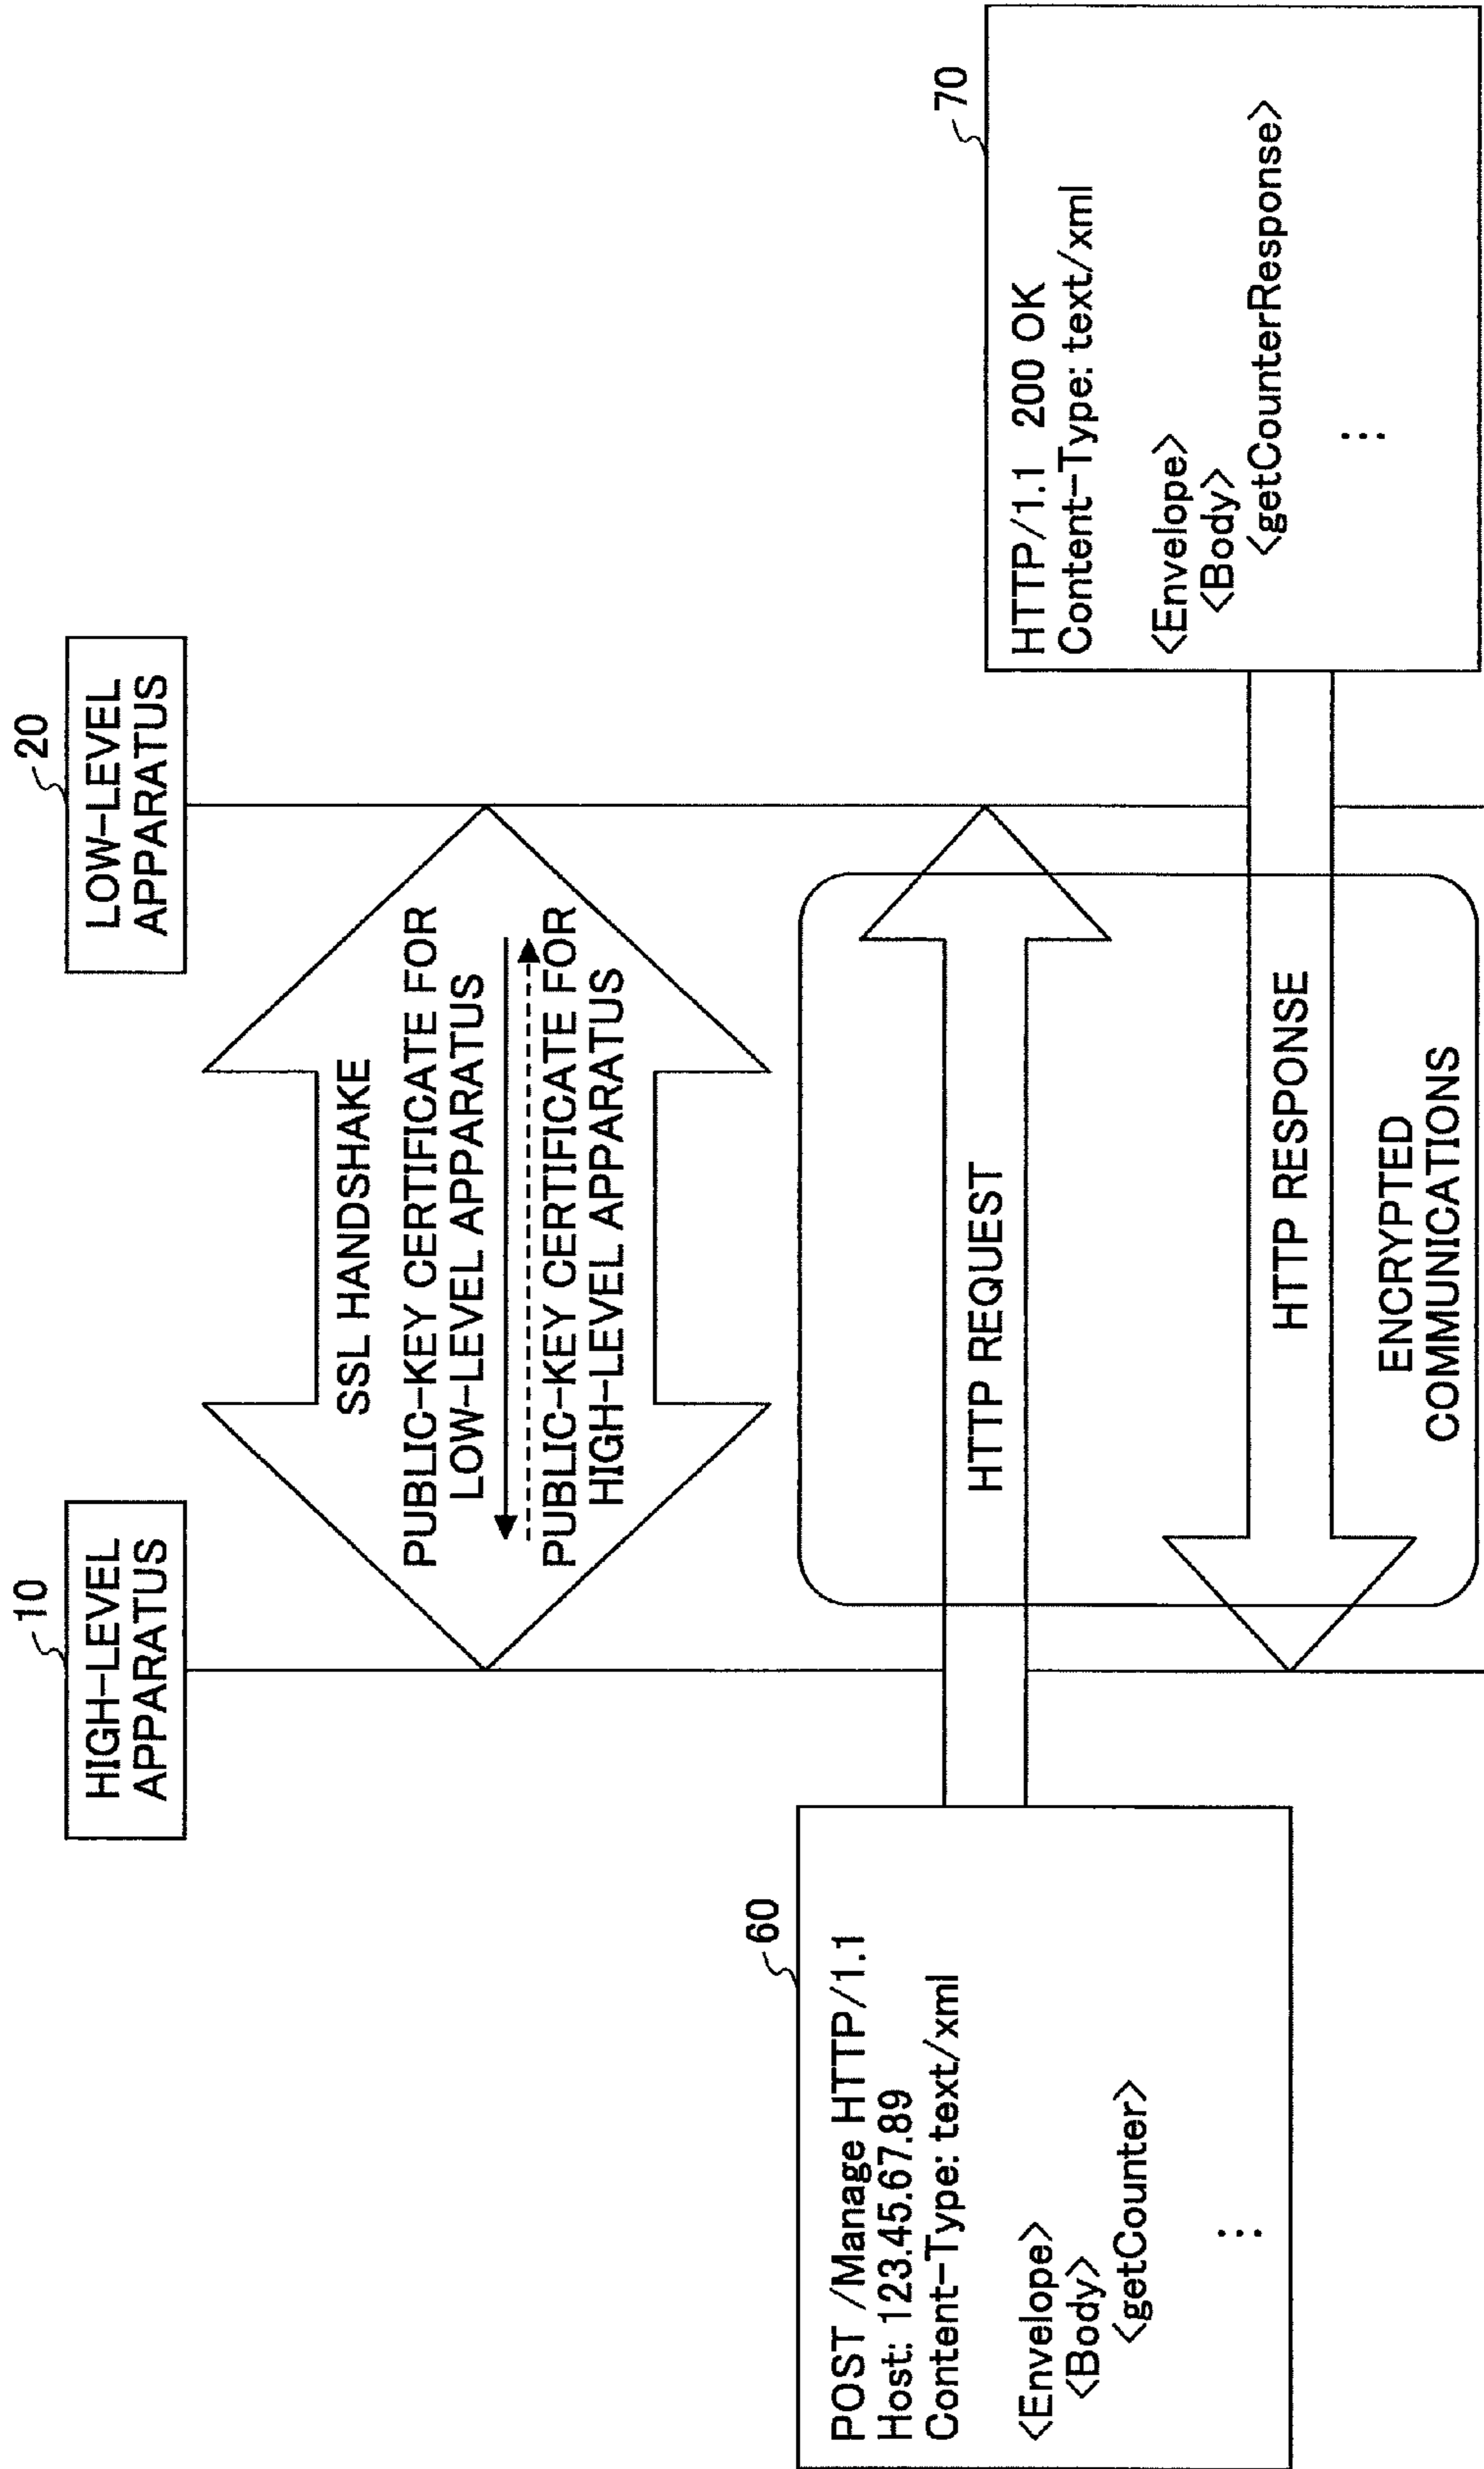 10
HIGH-LEVEL
APPARATUS
20
LOW-LEVEL
APPARATUS
SSL HANDSHAKE
PUBLIC-KEY CERTIFICATE FOR
LOW-LEVEL APPARATUS
PUBLIC-KEY CERTIFICATE FOR
HIGH-LEVEL APPARATUS
60
POST /Manage HTTP/1.1
Host: 123.45.67.89
Content-Type: text/xml
<Envelope>
<Body>
<getCounter>
⋮
HTTP REQUEST
70
HTTP/1.1 200 OK
Content-Type: text/xml
<Envelope>
<Body>
<getCounterResponse>
⋮
HTTP RESPONSE
ENCRYPTED
COMMUNICATIONS